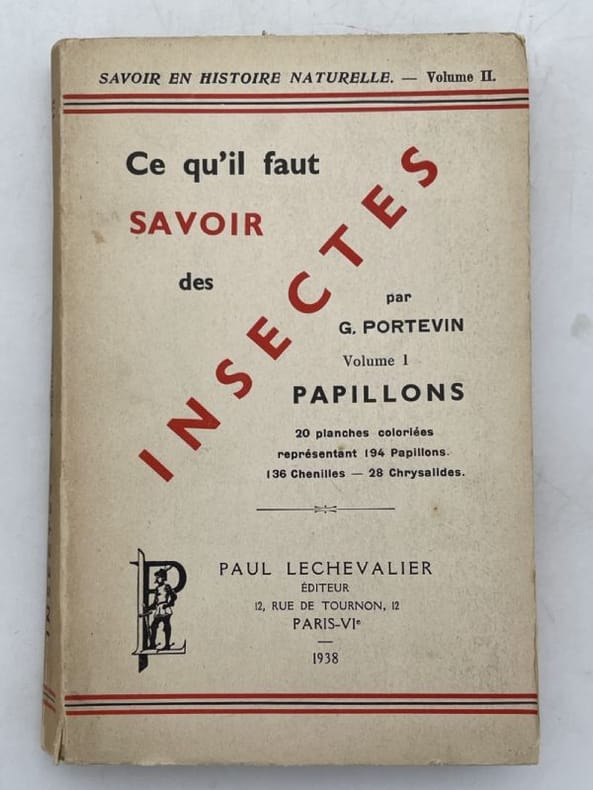 SAVOIR EN HISTOIRE NATURELLE. — Volume II.
Ce qu'il faut
SAVOIR
des
INSECTES
par
G. PORTEVIN
Volume 1
PAPILLONS
20 planches coloriées
représentant 194 Papillons.
136 Chenilles — 28 Chrysalides.
PAUL LECHEVALIER
ÉDITEUR
12, RUE DE TOURNON, 12
PARIS-VIe
1938